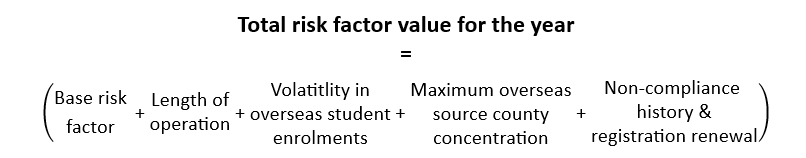 Total risk factor value for the year
=
(Base risk factor + Length of operation + Volatitlity in overseas student enrolments + Maximum overseas source county concentration + Non-compliance history & registration renewal)